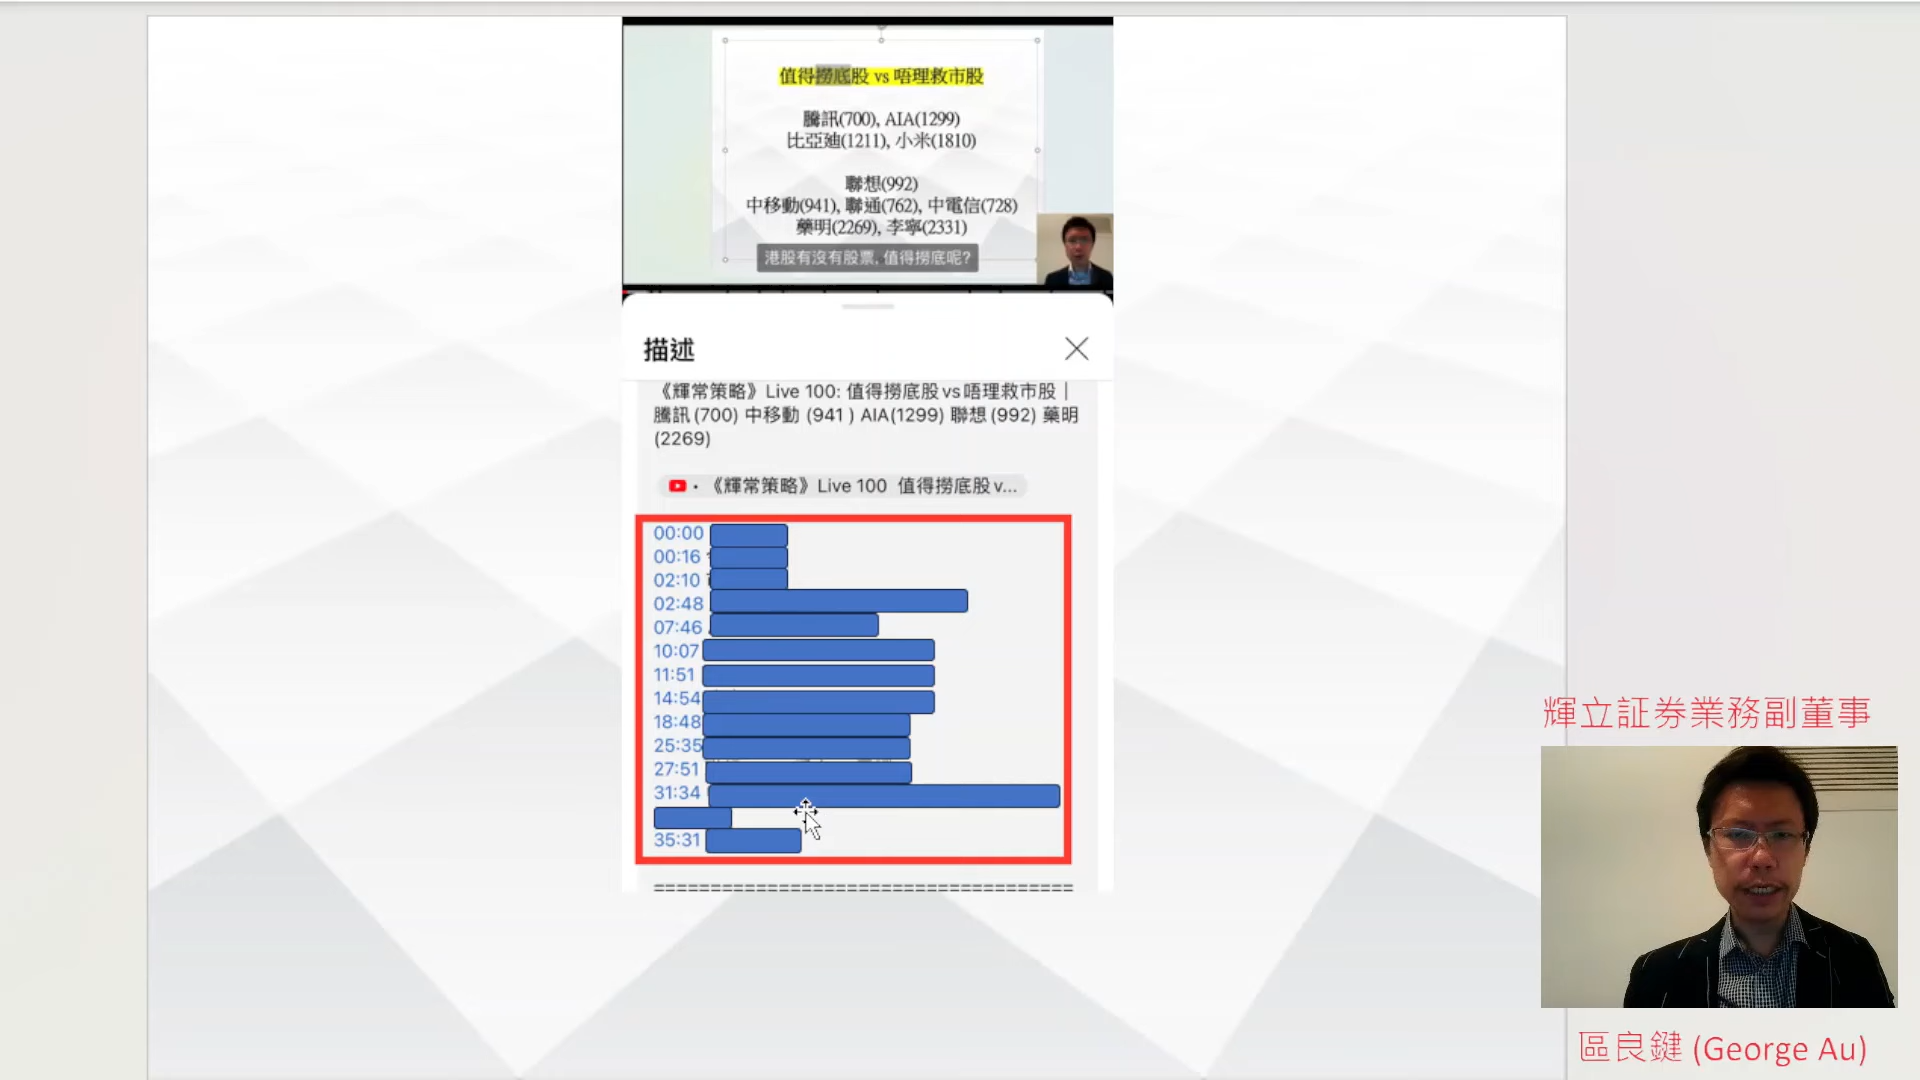 值得撈底股 vs 唔理救市股
騰訊(700), AIA(1299)
比亞廸(1211), 小米(1810)
聯想(992)
中移動(941), 聯通(762), 中電信(728)
藥明(2269), 李寧(2331)
港股有沒有股票, 值得撈底呢?
描述
《輝常策略》Live 100: 值得撈底股vs唔理救市股｜
騰訊 (700) 中移動 (941 ) AIA(1299) 聯想 (992) 藥明
(2269)
• 《輝常策略》Live 100 值得撈底股 v...
00:00
00:16
02:10
02:48
07:46
10:07
11:51
14:54
18:48
25:35
27:51
31:34
35:31
輝立証券業務副董事
區良鍵 (George Au)